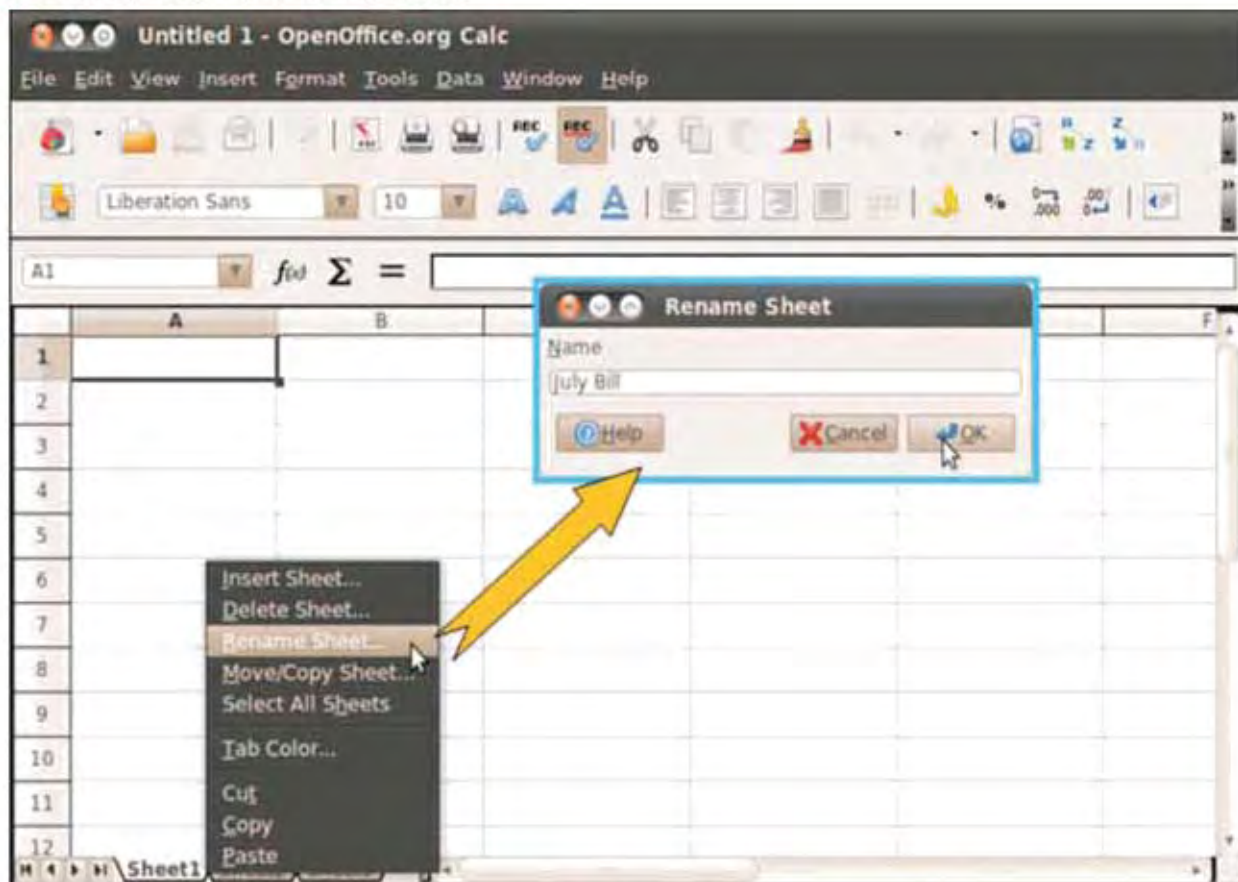 Untitled 1 - OpenOffice.org Calc
File Edit View Insert Format Tools Data Window Help
ABC ABC
Liberation Sans 10
A1 f(x) Σ =
A B F
1
2
3
4
5
6
7
8
9
10
11
12
Rename Sheet
Name
July Bill
Help Cancel OK
Insert Sheet...
Delete Sheet...
Rename Sheet...
Move/Copy Sheet...
Select All Sheets
Tab Color...
Cut
Copy
Paste
Sheet1